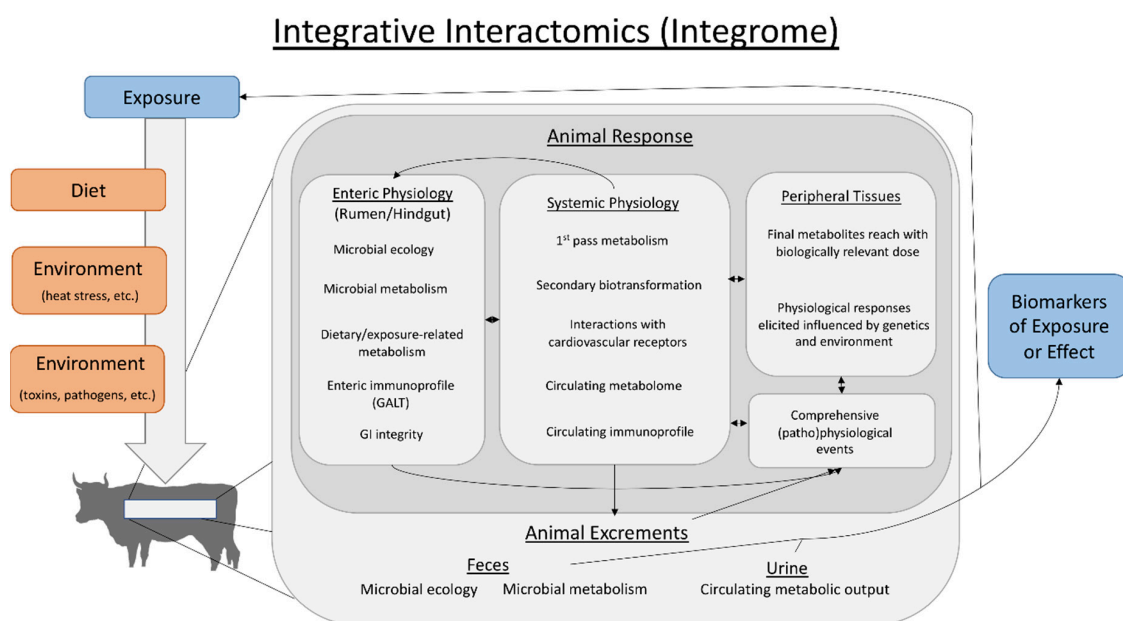 Integrative Interactomics (Integrome)
Exposure
Diet
Environment
(heat stress, etc.)
Environment
(toxins, pathogens, etc.)
Animal Response
Enteric Physiology
(Rumen/Hindgut)
Microbial ecology
Microbial metabolism
Dietary/exposure-related
metabolism
Enteric immunoprofile
(GALT)
GI integrity
Systemic Physiology
1st pass metabolism
Secondary biotransformation
Interactions with
cardiovascular receptors
Circulating metabolome
Circulating immunoprofile
Peripheral Tissues
Final metabolites reach with
biologically relevant dose
Physiological responses
elicited influenced by genetics
and environment
Comprehensive
(patho)physiological
events
Biomarkers
of Exposure
or Effect
Animal Excrements
Feces
Microbial ecology
Microbial metabolism
Urine
Circulating metabolic output